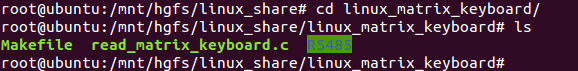 root@ubuntu:/mnt/hgfs/linux_share# cd linux_matrix_keyboard/
root@ubuntu:/mnt/hgfs/linux_share/linux_matrix_keyboard# ls
Makefile  read_matrix_keyboard.c  RS485
root@ubuntu:/mnt/hgfs/linux_share/linux_matrix_keyboard#